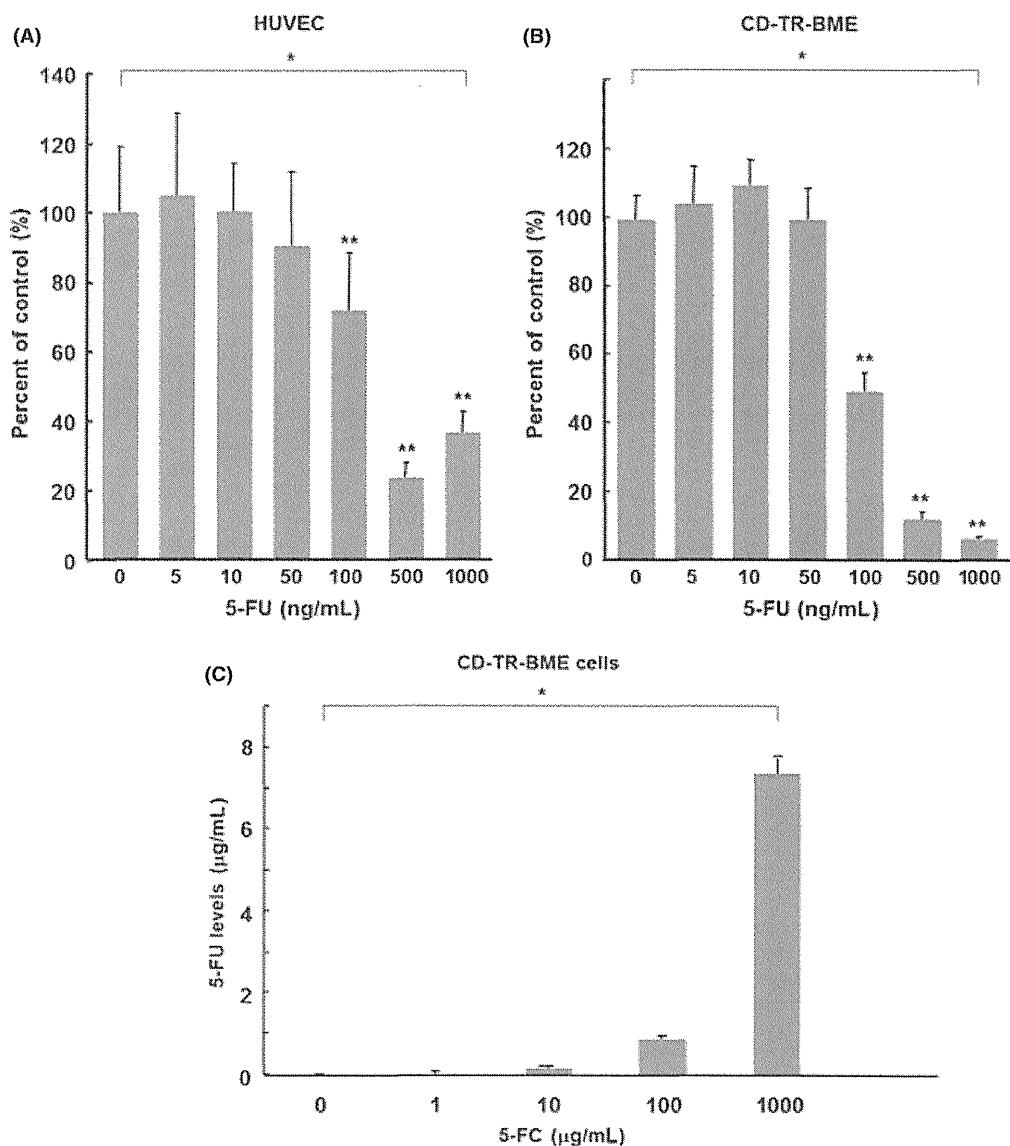 (A)
HUVEC
*
Percent of control (%)
140
120
100
80
60
40
20
0
**
**
**
0 5 10 50 100 500 1000
5-FU (ng/mL)
(B)
CD-TR-BME
*
Percent of control (%)
120
100
80
60
40
20
0
**
**
**
0 5 10 50 100 500 1000
5-FU (ng/mL)
(C)
CD-TR-BME cells
*
5-FU levels (µg/mL)
8
6
4
2
0
0 1 10 100 1000
5-FC (µg/mL)